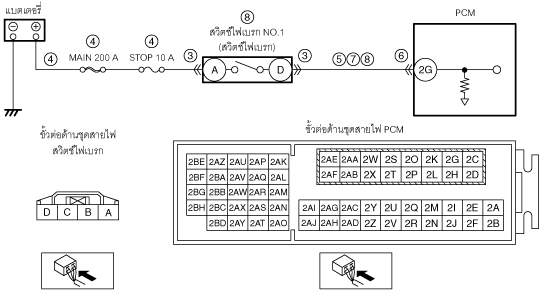 แบตเตอรี่
⑧
สวิตช์ไฟเบรก NO.1
(สวิตช์ไฟเบรก)
PCM
④ ④ ④ ③ ③ ⑤⑦⑧ ⑥
MAIN 200 A STOP 10 A
A D 2G
ขั้วต่อด้านชุดสายไฟ
สวิตช์ไฟเบรก
D C B A
ขั้วต่อด้านชุดสายไฟ PCM
2BE 2AZ 2AU 2AP 2AK 2AE 2AA 2W 2S 2O 2K 2G 2C
2BF 2BA 2AV 2AQ 2AL 2AF 2AB 2X 2T 2P 2L 2H 2D
2BG 2BB 2AW 2AR 2AM
2BH 2BC 2AX 2AS 2AN 2AI 2AG 2AC 2Y 2U 2Q 2M 2I 2E 2A
2BD 2AY 2AT 2AO 2AJ 2AH 2AD 2Z 2V 2R 2N 2J 2F 2B